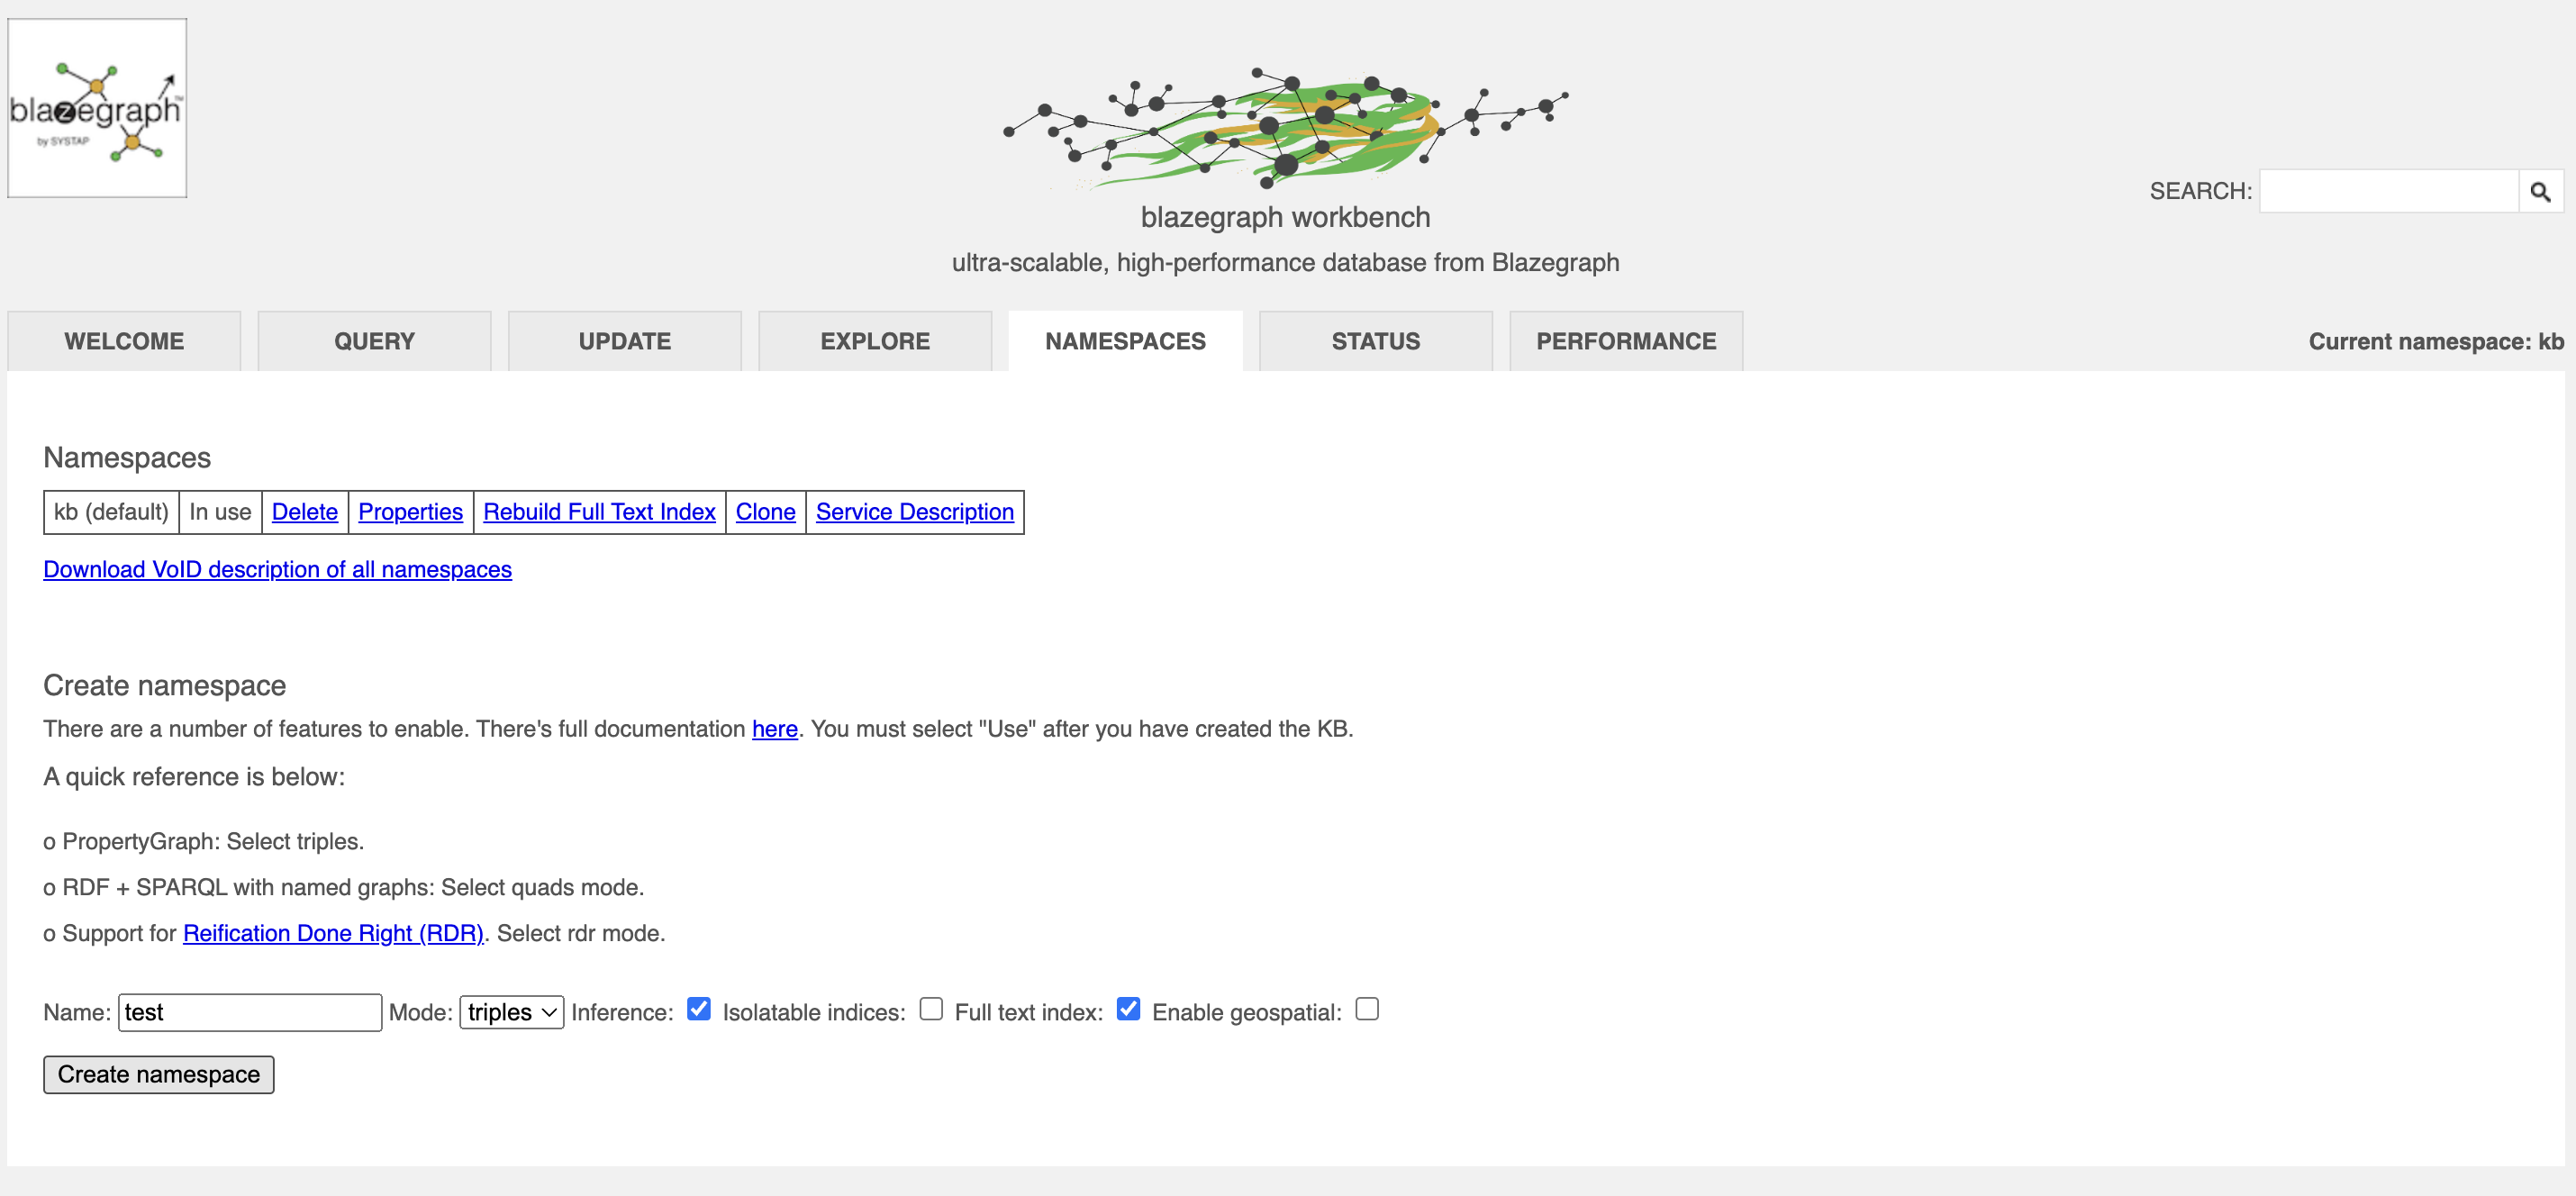 blazegraph™
by SYSTAP
blazegraph workbench
ultra-scalable, high-performance database from Blazegraph
SEARCH:
WELCOME QUERY UPDATE EXPLORE NAMESPACES STATUS PERFORMANCE Current namespace: kb
Namespaces
kb (default) In use Delete Properties Rebuild Full Text Index Clone Service Description
Download VoID description of all namespaces
Create namespace
There are a number of features to enable. There's full documentation here. You must select "Use" after you have created the KB.
A quick reference is below:
o PropertyGraph: Select triples.
o RDF + SPARQL with named graphs: Select quads mode.
o Support for Reification Done Right (RDR). Select rdr mode.
Name: test Mode: triples Inference: Isolatable indices: Full text index: Enable geospatial:
Create namespace